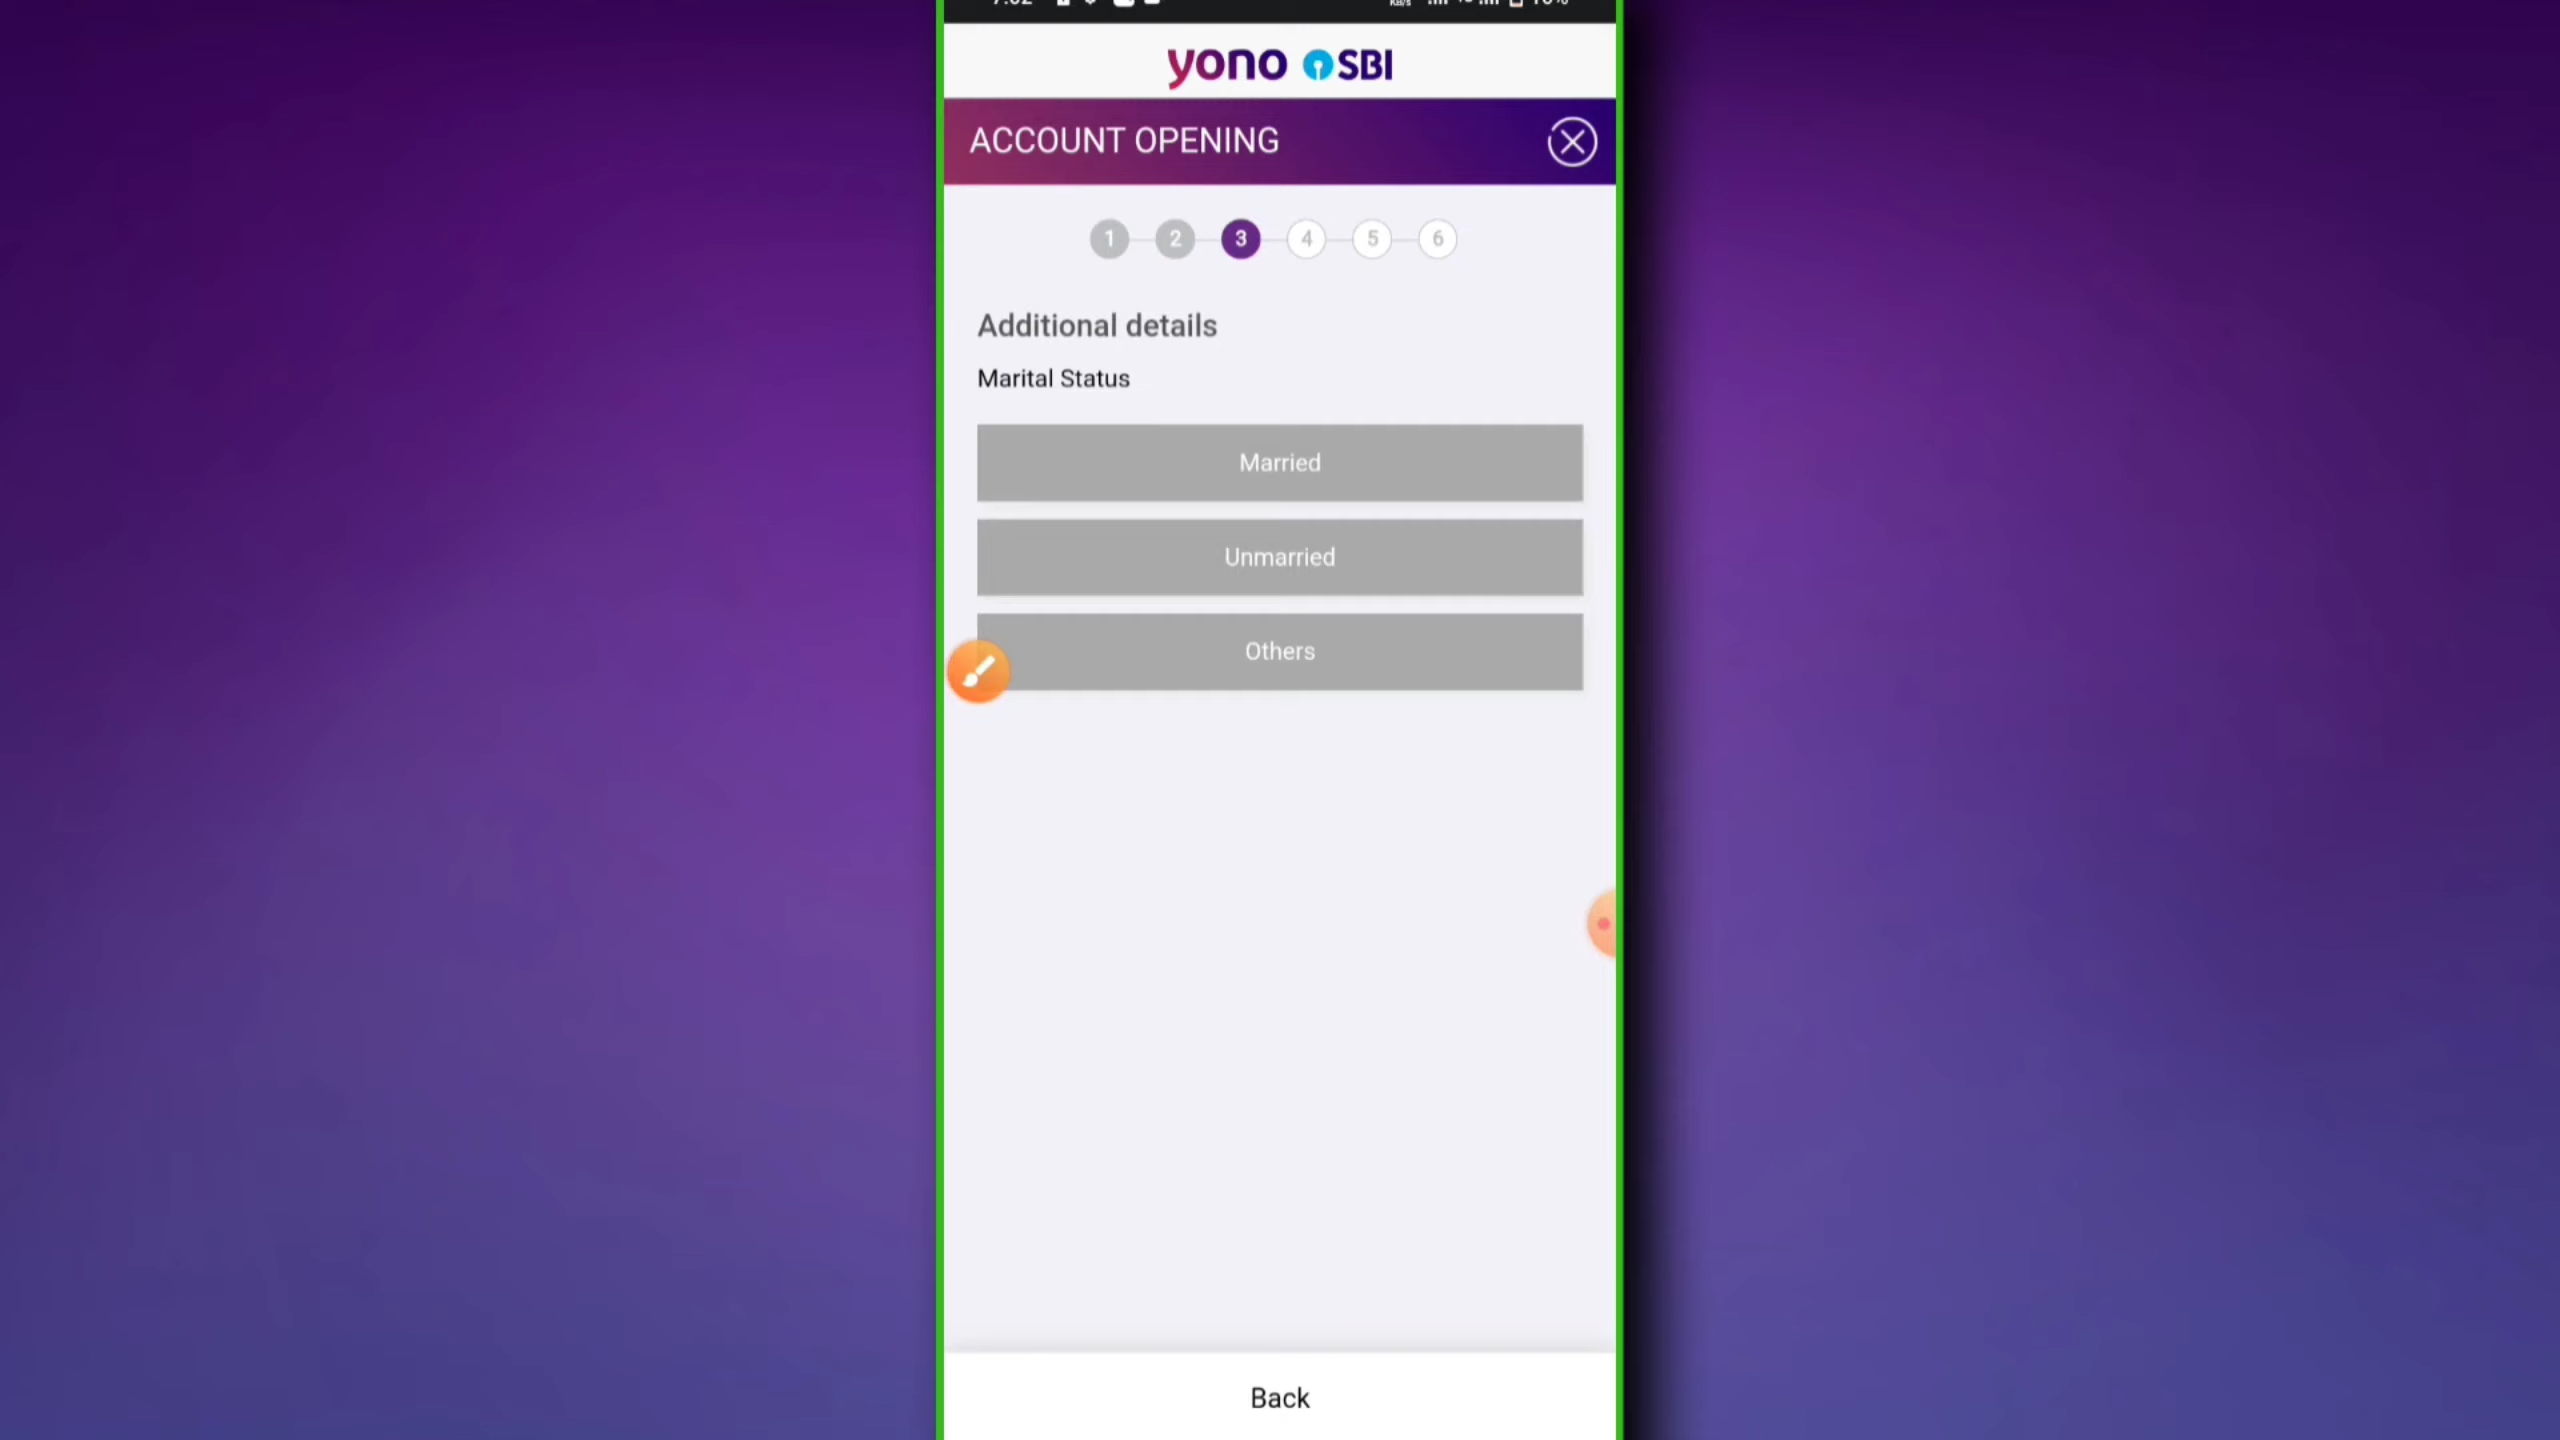 yono SBI
ACCOUNT OPENING
1 2 3 4 5 6
Additional details
Marital Status
Married
Unmarried
Others
Back